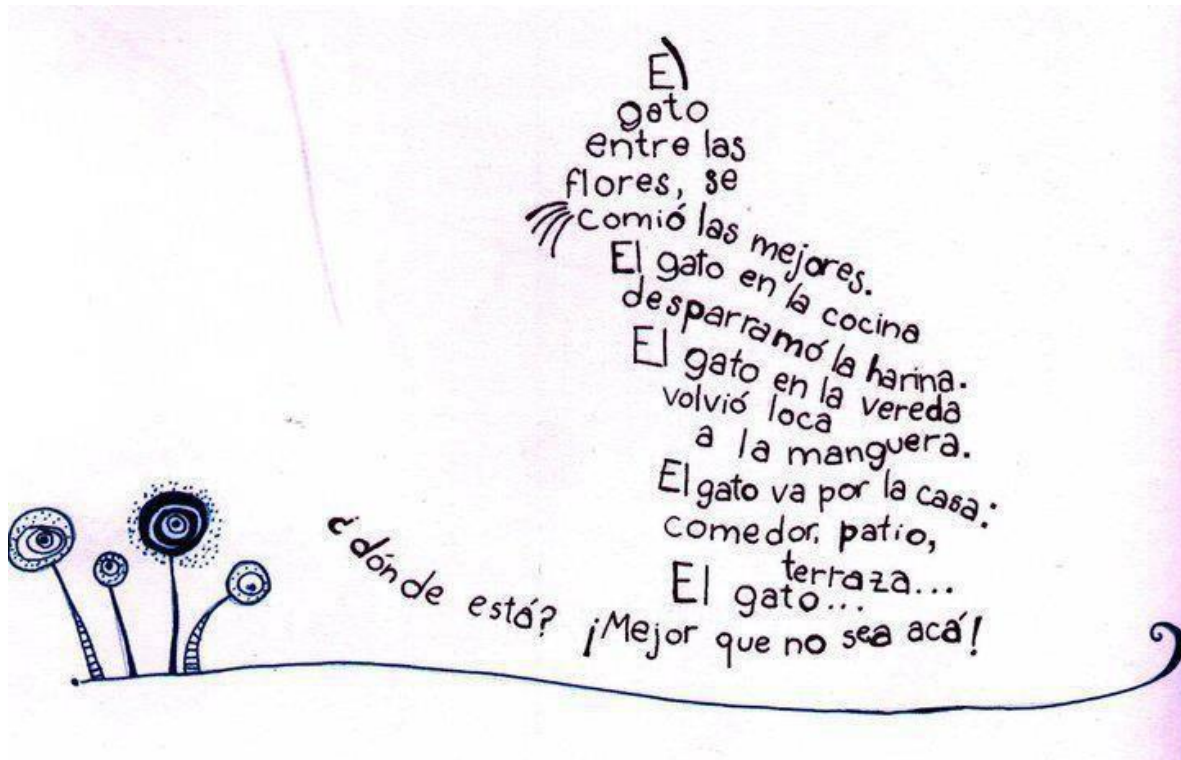 El
gato
entre las
flores, se
comió las mejores.
El gato en la cocina
desparramó la harina.
El gato en la vereda
volvió loca
a la manguera.
El gato va por la casa:
comedor, patio,
terraza...
El gato...
¿dónde está? ¡Mejor que no sea acá!